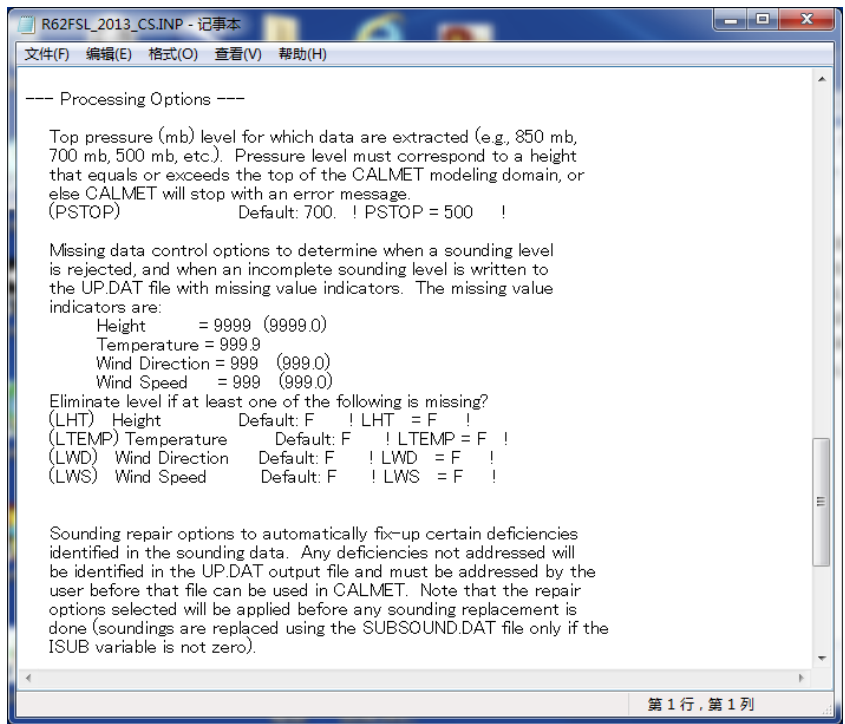 R62FSL_2013_CS.INP - 记事本
文件(F) 编辑(E) 格式(O) 查看(V) 帮助(H)
--- Processing Options ---
Top pressure (mb) level for which data are extracted (e.g., 850 mb,
700 mb, 500 mb, etc.). Pressure level must correspond to a height
that equals or exceeds the top of the CALMET modeling domain, or
else CALMET will stop with an error message.
(PSTOP) Default: 700. ! PSTOP = 500 !
Missing data control options to determine when a sounding level
is rejected, and when an incomplete sounding level is written to
the UP.DAT file with missing value indicators. The missing value
indicators are:
Height = 9999 (9999.0)
Temperature = 999.9
Wind Direction = 999 (999.0)
Wind Speed = 999 (999.0)
Eliminate level if at least one of the following is missing?
(LHT) Height Default: F ! LHT = F !
(LTEMP) Temperature Default: F ! LTEMP = F !
(LWD) Wind Direction Default: F ! LWD = F !
(LWS) Wind Speed Default: F ! LWS = F !
Sounding repair options to automatically fix-up certain deficiencies
identified in the sounding data. Any deficiencies not addressed will
be identified in the UP.DAT output file and must be addressed by the
user before that file can be used in CALMET. Note that the repair
options selected will be applied before any sounding replacement is
done (soundings are replaced using the SUBSOUND.DAT file only if the
ISUB variable is not zero).
第 1 行，第 1 列